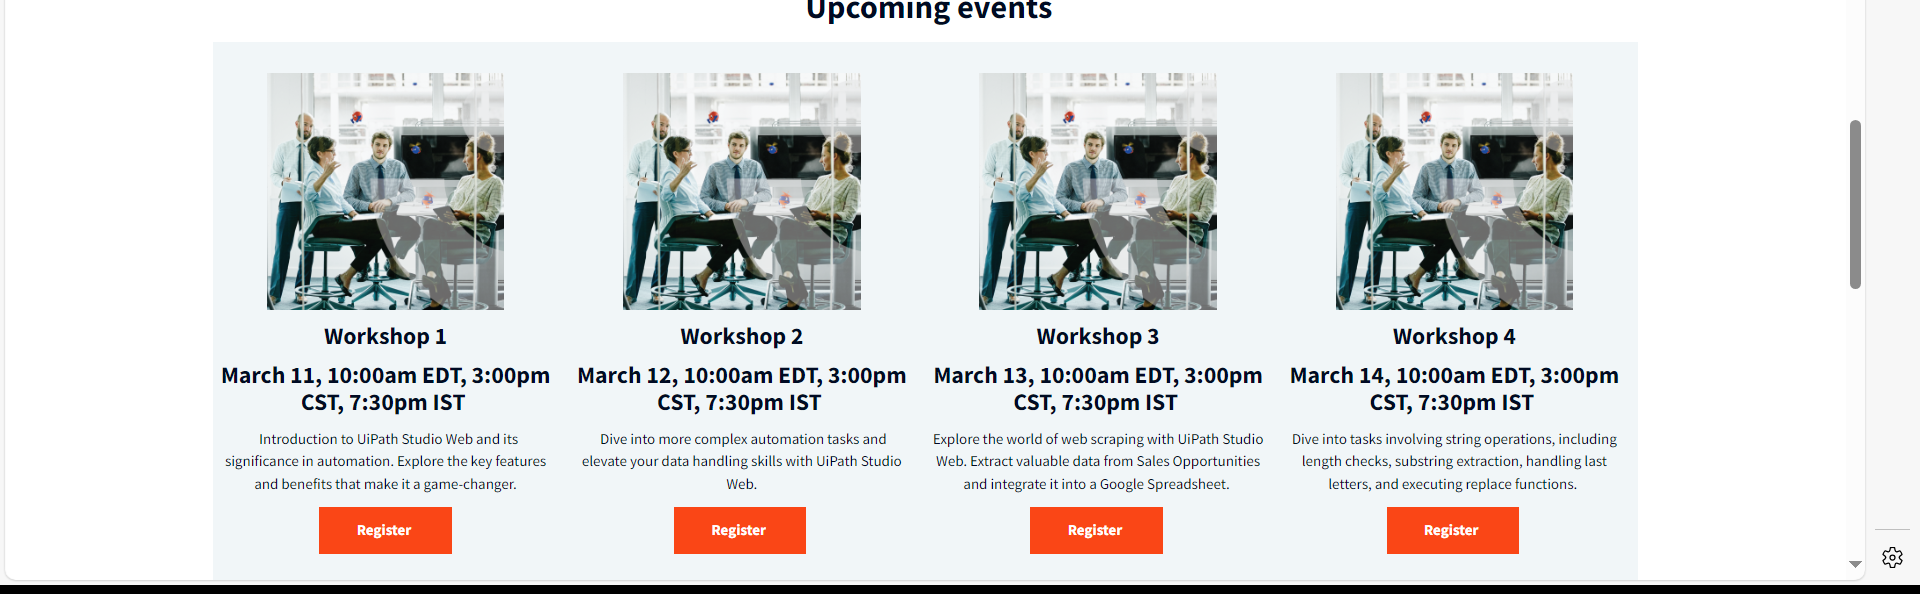 Upcoming events
Workshop 1
March 11, 10:00am EDT, 3:00pm
CST, 7:30pm IST
Introduction to UiPath Studio Web and its
significance in automation. Explore the key features
and benefits that make it a game-changer.
Register
Workshop 2
March 12, 10:00am EDT, 3:00pm
CST, 7:30pm IST
Dive into more complex automation tasks and
elevate your data handling skills with UiPath Studio
Web.
Register
Workshop 3
March 13, 10:00am EDT, 3:00pm
CST, 7:30pm IST
Explore the world of web scraping with UiPath Studio
Web. Extract valuable data from Sales Opportunities
and integrate it into a Google Spreadsheet.
Register
Workshop 4
March 14, 10:00am EDT, 3:00pm
CST, 7:30pm IST
Dive into tasks involving string operations, including
length checks, substring extraction, handling last
letters, and executing replace functions.
Register